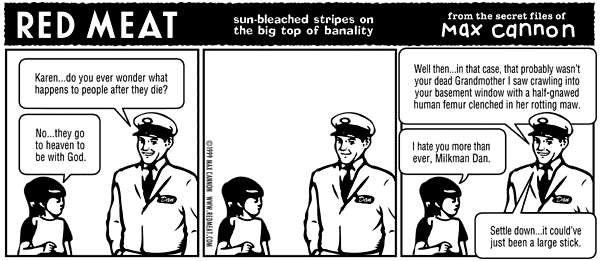 RED MEAT
sun-bleached stripes on
the big top of banality
from the secret files of
Max cannon
Karen...do you ever wonder what
happens to people after they die?
No...they go
to heaven to
be with God.
Dan
©1999 MAX CANNON WWW.REDMEAT.COM
Dan
Well then...in that case, that probably wasn't
your dead Grandmother I saw crawling into
your basement window with a half-gnawed
human femur clenched in her rotting maw.
I hate you more than
ever, Milkman Dan.
Dan
Settle down...it could've
just been a large stick.